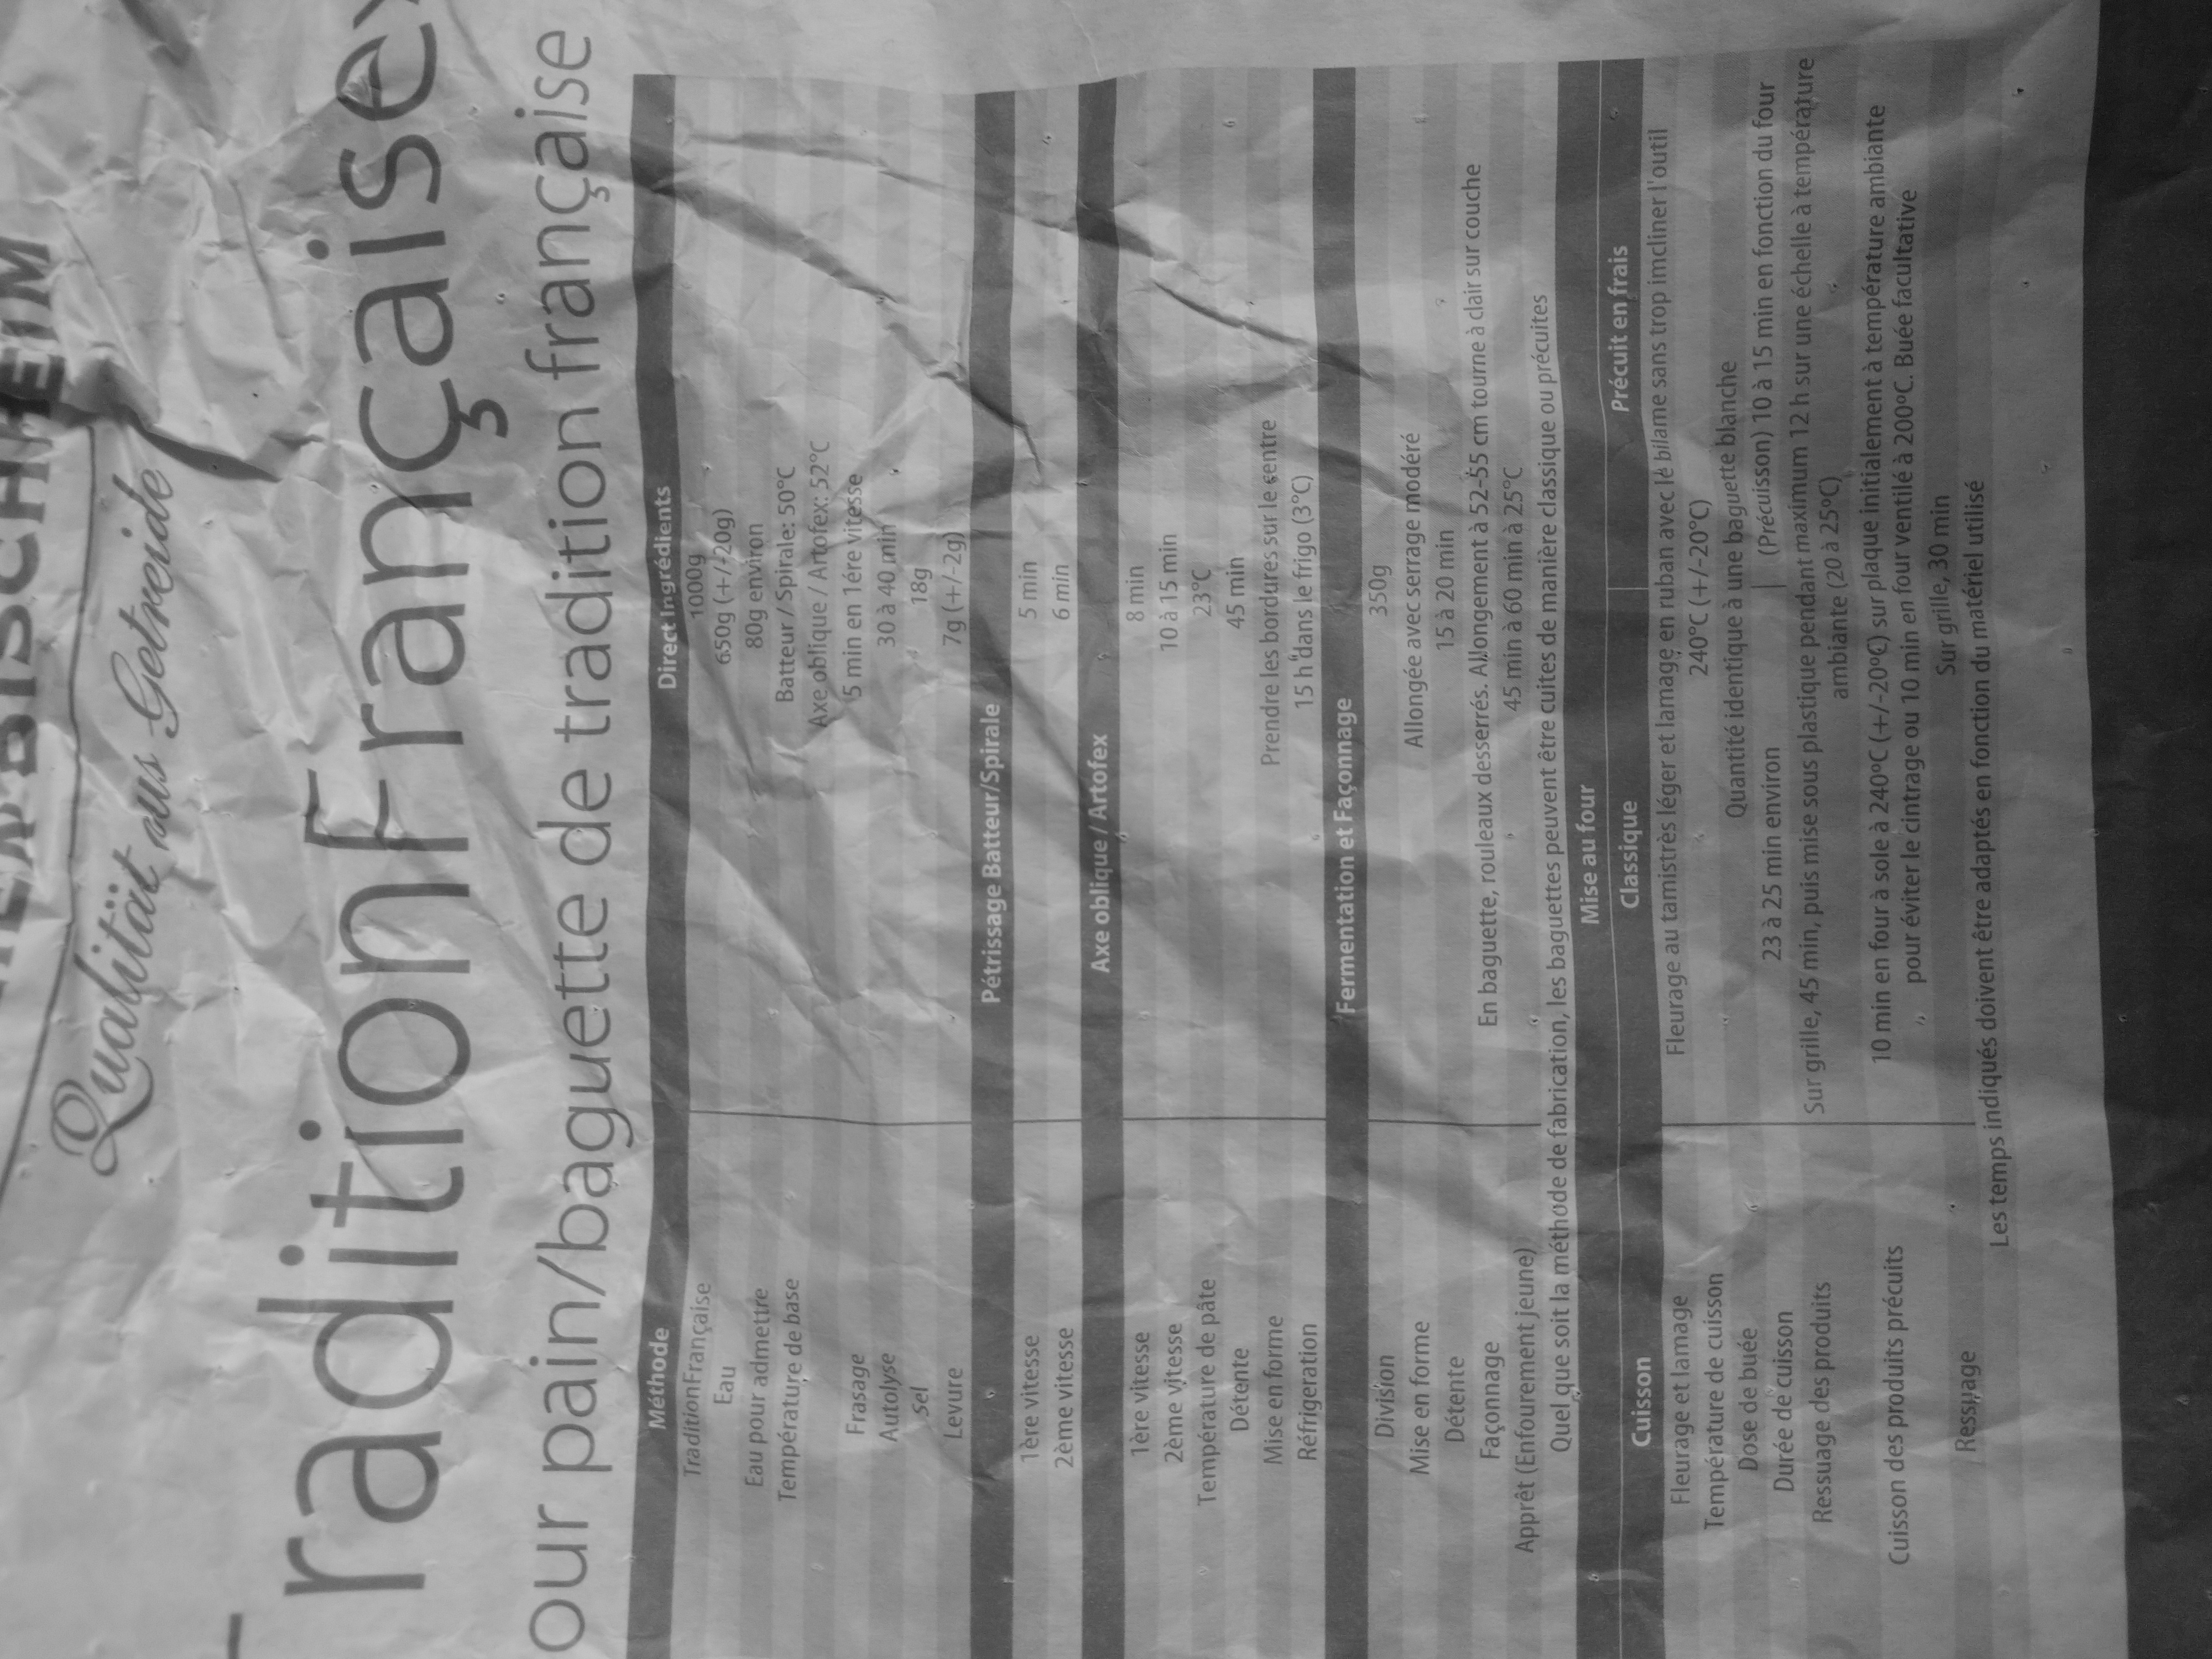 BISCHHEIM
Qualität aus Getreide
TraditionFrançaise
our pain/baguette de tradition française
Méthode Direct Ingrédients
TraditionFrançaise 1000g
Eau 650g (+/-20g)
Eau pour admettre 80g environ
Température de base Batteur / Spirale: 50°C
Axe oblique / Artofex: 52°C
Frasage 5 min en 1ére vitesse
Autolyse 30 à 40 min
Sel 18g
Levure 7g (+/-2g)
Pétrissage Batteur/Spirale
1ère vitesse 5 min
2ème vitesse 6 min
Axe oblique / Artofex
1ère vitesse 8 min
2ème vitesse 10 à 15 min
Température de pâte 23°C
Détente 45 min
Mise en forme Prendre les bordures sur le centre
Réfrigeration 15 h dans le frigo (3°C)
Fermentation et Façonnage
Division 350g
Mise en forme Allongée avec serrage modéré
Détente 15 à 20 min
Façonnage En baguette, rouleaux desserrés. Allongement à 52-55 cm tourne à clair sur couche
Apprêt (Enfourement jeune) 45 min à 60 min à 25°C
Quel que soit la méthode de fabrication, les baguettes peuvent être cuites de manière classique ou précuites
Mise au four
Cuisson Classique Précuit en frais
Fleurage et lamage Fleurage au tamistrès léger et lamage en ruban avec le bilame sans trop imcliner l'outil
Température de cuisson 240°C (+/-20°C)
Dose de buée Quantité identique à une baguette blanche
Durée de cuisson 23 à 25 min environ (Précuisson) 10 à 15 min en fonction du four
Ressuage des produits Sur grille, 45 min, puis mise sous plastique pendant maximum 12 h sur une échelle à température
ambiante (20 à 25ºC)
Cuisson des produits précuits 10 min en four à sole à 240ºC (+/-20ºC) sur plaque initialement à température ambiante
pour éviter le cintrage ou 10 min en four ventilé à 200ºC. Buée facultative
Ressuage Sur grille, 30 min
Les temps indiqués doivent être adaptés en fonction du matériel utilisé